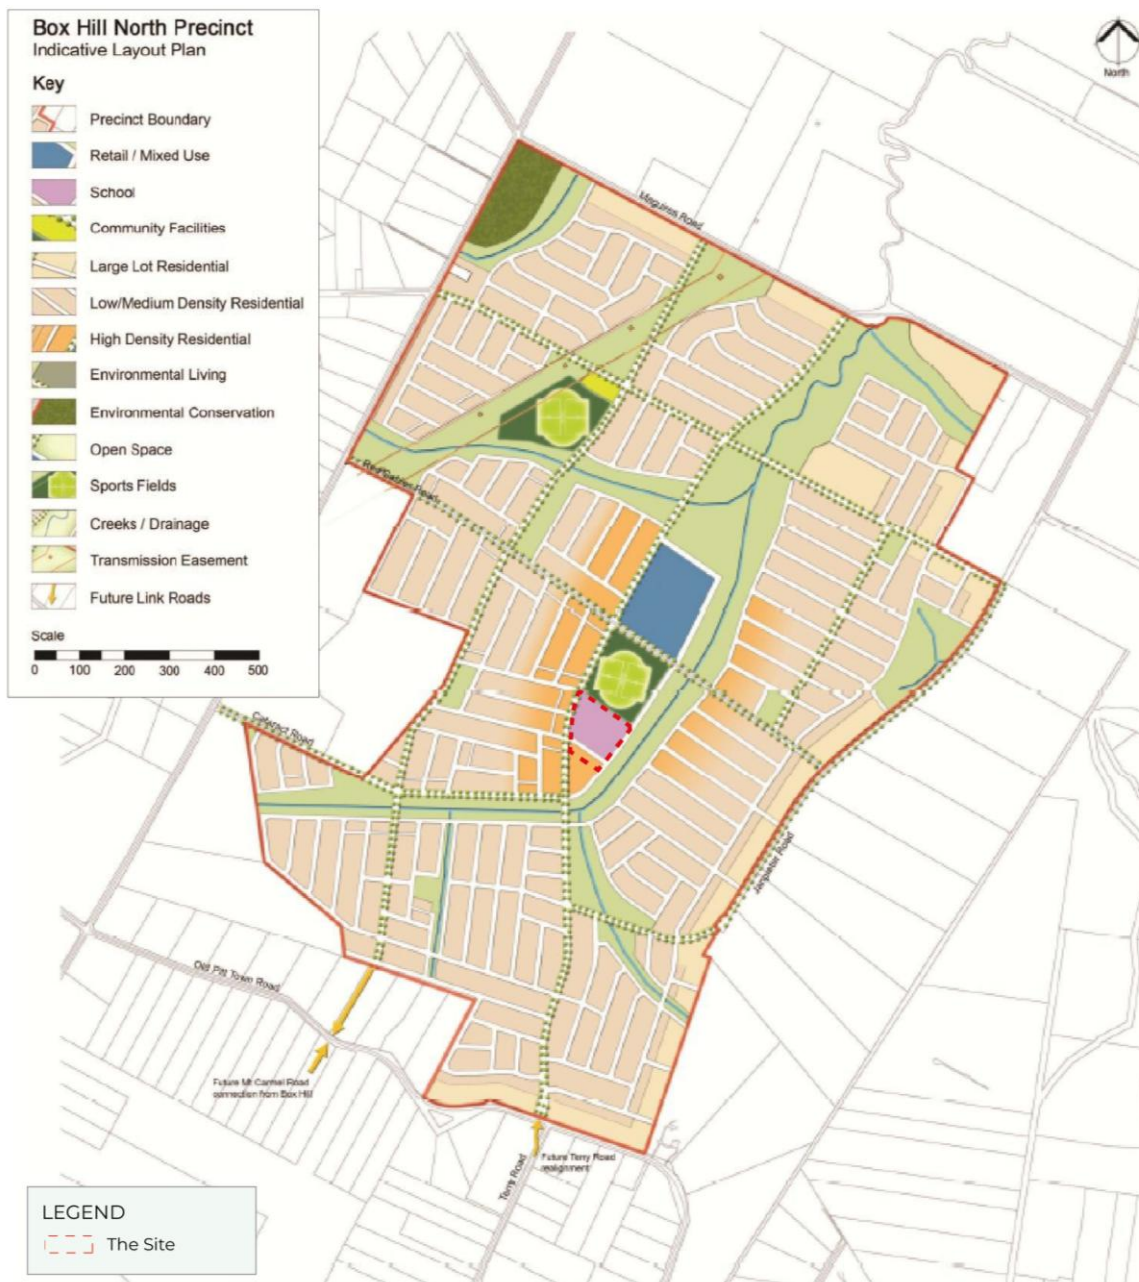 Box Hill North Precinct
Indicative Layout Plan
North
Key
Precinct Boundary
Retail / Mixed Use
School
Community Facilities
Large Lot Residential
Low/Medium Density Residential
High Density Residential
Environmental Living
Environmental Conservation
Open Space
Sports Fields
Creeks / Drainage
Transmission Easement
Future Link Roads
Scale
0 100 200 300 400 500
Maguires Road
Red Gables Road
Cataract Road
Janpieter Road
Old Pitt Town Road
Future Mt Carmel Road
connection from Box Hill
Future Terry Road
realignment
Terry Road
LEGEND
The Site